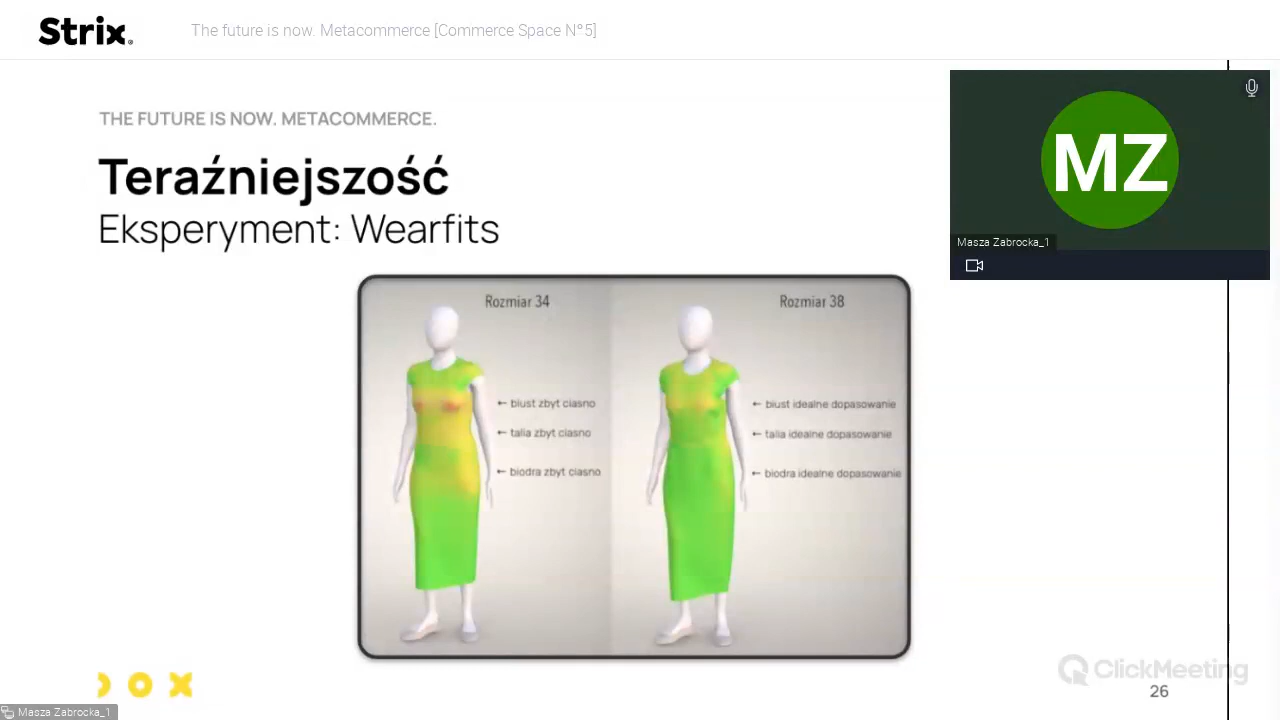 Strix
The future is now. Metacommerce [Commerce Space N°5]
THE FUTURE IS NOW. METACOMMERCE.
Teraźniejszość
Eksperyment: Wearfits
MZ
Masza Zabrocka_1
Rozmiar 34
← biust zbyt ciasno
← talia zbyt ciasno
← biodra zbyt ciasno
Rozmiar 38
← biust idealne dopasowanie
← talia idealne dopasowanie
← biodra idealne dopasowanie
ClickMeeting
26
Masza Zabrocka_1